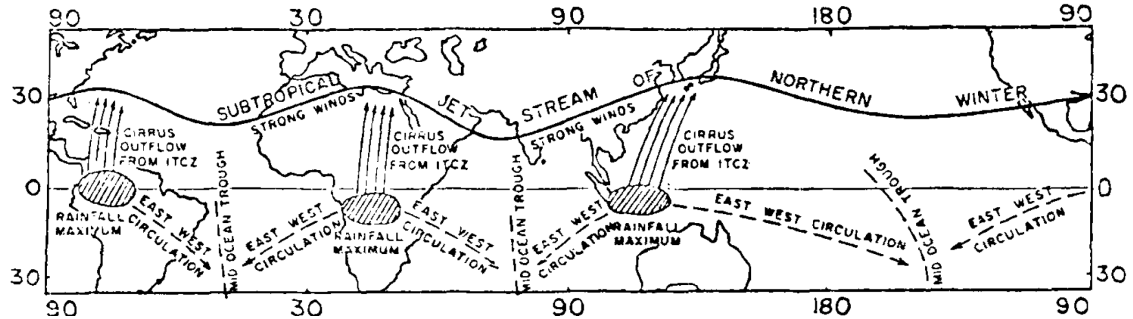 90 30 90 180 90
SUBTROPICAL JET STREAM OF NORTHERN WINTER
STRONG WINDS
STRONG WINDS
30 30
CIRRUS
OUTFLOW
FROM ITCZ
CIRRUS
OUTFLOW
FROM ITCZ
CIRRUS
OUTFLOW
FROM ITCZ
MID OCEAN TROUGH
MID OCEAN TROUGH
MID OCEAN TROUGH
0 0
RAINFALL
MAXIMUM
EAST WEST
CIRCULATION
EAST WEST
CIRCULATION
RAINFALL
MAXIMUM
EAST WEST
CIRCULATION
EAST WEST
CIRCULATION
RAINFALL
MAXIMUM
EAST WEST CIRCULATION
EAST WEST
CIRCULATION
30 30
90 30 90 180 90